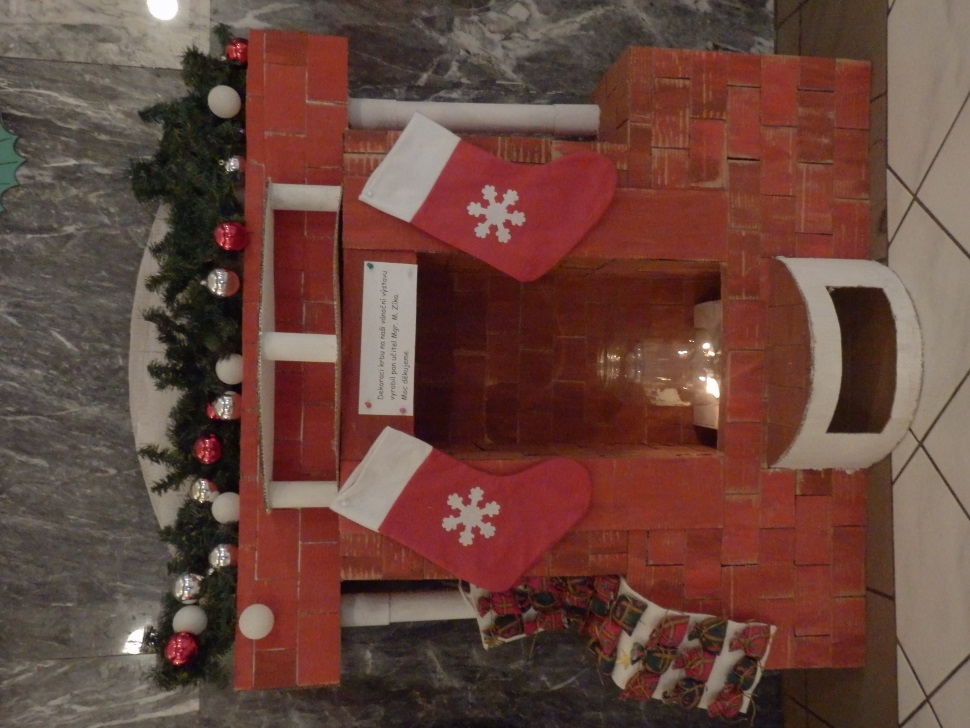 Dekoraci krbu na naši vánoční výstavu
vyrobil pan učitel Mgr. M. Zíka.
Moc děkujeme.